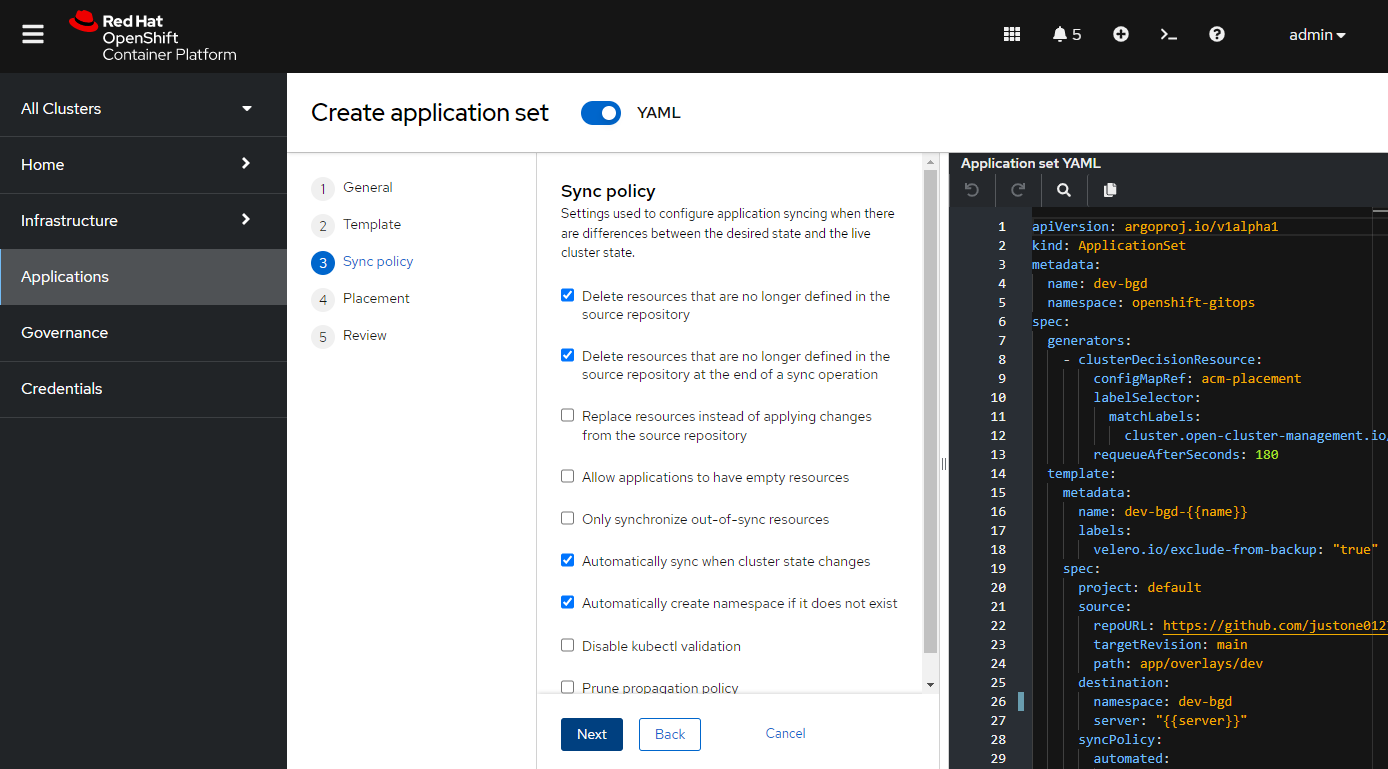 Red Hat
OpenShift
Container Platform
5
admin
All Clusters
Home
Infrastructure
Applications
Governance
Credentials
Create application set
YAML
1 General
2 Template
3 Sync policy
4 Placement
5 Review
Sync policy
Settings used to configure application syncing when there
are differences between the desired state and the live
cluster state.
Delete resources that are no longer defined in the
source repository
Delete resources that are no longer defined in the
source repository at the end of a sync operation
Replace resources instead of applying changes
from the source repository
Allow applications to have empty resources
Only synchronize out-of-sync resources
Automatically sync when cluster state changes
Automatically create namespace if it does not exist
Disable kubectl validation
Prune propagation policy
Next
Back
Cancel
Application set YAML
1 apiVersion: argoproj.io/v1alpha1
2 kind: ApplicationSet
3 metadata:
4 name: dev-bgd
5 namespace: openshift-gitops
6 spec:
7 generators:
8 - clusterDecisionResource:
9 configMapRef: acm-placement
10 labelSelector:
11 matchLabels:
12 cluster.open-cluster-management.io/
13 requeueAfterSeconds: 180
14 template:
15 metadata:
16 name: dev-bgd-{{name}}
17 labels:
18 velero.io/exclude-from-backup: "true"
19 spec:
20 project: default
21 source:
22 repoURL: https://github.com/justone0127
23 targetRevision: main
24 path: app/overlays/dev
25 destination:
26 namespace: dev-bgd
27 server: "{{server}}"
28 syncPolicy:
29 automated: